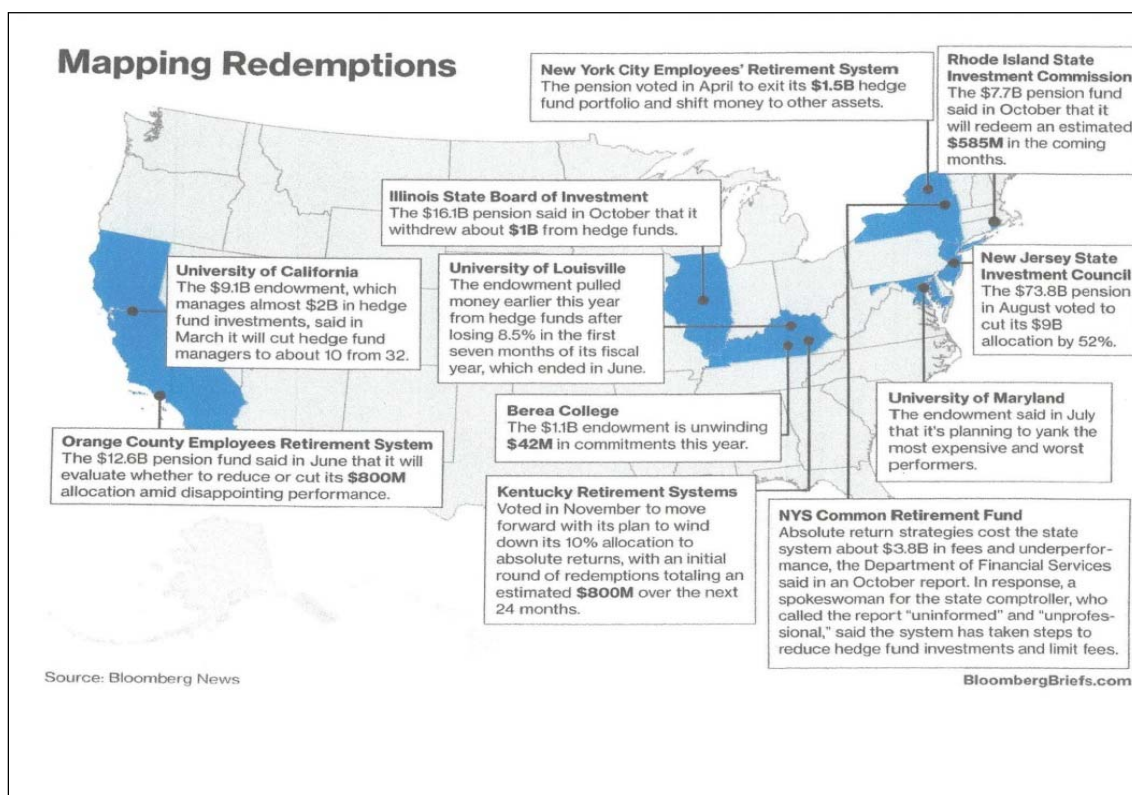 Mapping Redemptions
New York City Employees' Retirement System
The pension voted in April to exit its $1.5B hedge
fund portfolio and shift money to other assets.
Rhode Island State
Investment Commission
The $7.7B pension fund
said in October that it
will redeem an estimated
$585M in the coming
months.
Illinois State Board of Investment
The $16.1B pension said in October that it
withdrew about $1B from hedge funds.
University of California
The $9.1B endowment, which
manages almost $2B in hedge
fund investments, said in
March it will cut hedge fund
managers to about 10 from 32.
University of Louisville
The endowment pulled
money earlier this year
from hedge funds after
losing 8.5% in the first
seven months of its fiscal
year, which ended in June.
New Jersey State
Investment Council
The $73.8B pension
in August voted to
cut its $9B
allocation by 52%.
Berea College
The $1.1B endowment is unwinding
$42M in commitments this year.
University of Maryland
The endowment said in July
that it's planning to yank the
most expensive and worst
performers.
Orange County Employees Retirement System
The $12.6B pension fund said in June that it will
evaluate whether to reduce or cut its $800M
allocation amid disappointing performance.
Kentucky Retirement Systems
Voted in November to move
forward with its plan to wind
down its 10% allocation to
absolute returns, with an initial
round of redemptions totaling an
estimated $800M over the next
24 months.
NYS Common Retirement Fund
Absolute return strategies cost the state
system about $3.8B in fees and underperfor-
mance, the Department of Financial Services
said in an October report. In response, a
spokeswoman for the state comptroller, who
called the report "uninformed" and "unprofes-
sional," said the system has taken steps to
reduce hedge fund investments and limit fees.
Source: Bloomberg News
BloombergBriefs.com